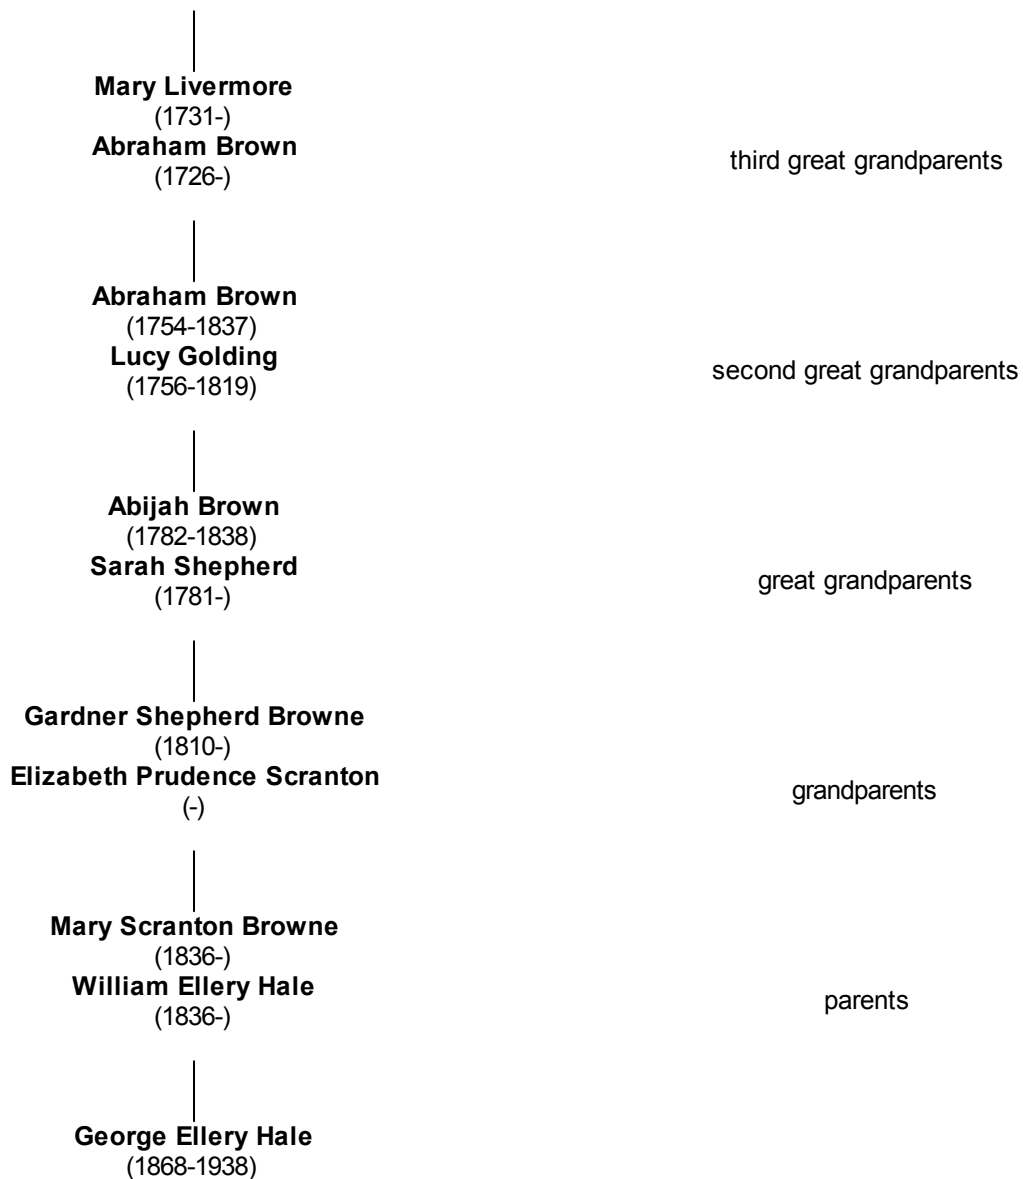 Mary Livermore
(1731-)
Abraham Brown
(1726-)
third great grandparents
Abraham Brown
(1754-1837)
Lucy Golding
(1756-1819)
second great grandparents
Abijah Brown
(1782-1838)
Sarah Shepherd
(1781-)
great grandparents
Gardner Shepherd Browne
(1810-)
Elizabeth Prudence Scranton
(-)
grandparents
Mary Scranton Browne
(1836-)
William Ellery Hale
(1836-)
parents
George Ellery Hale
(1868-1938)